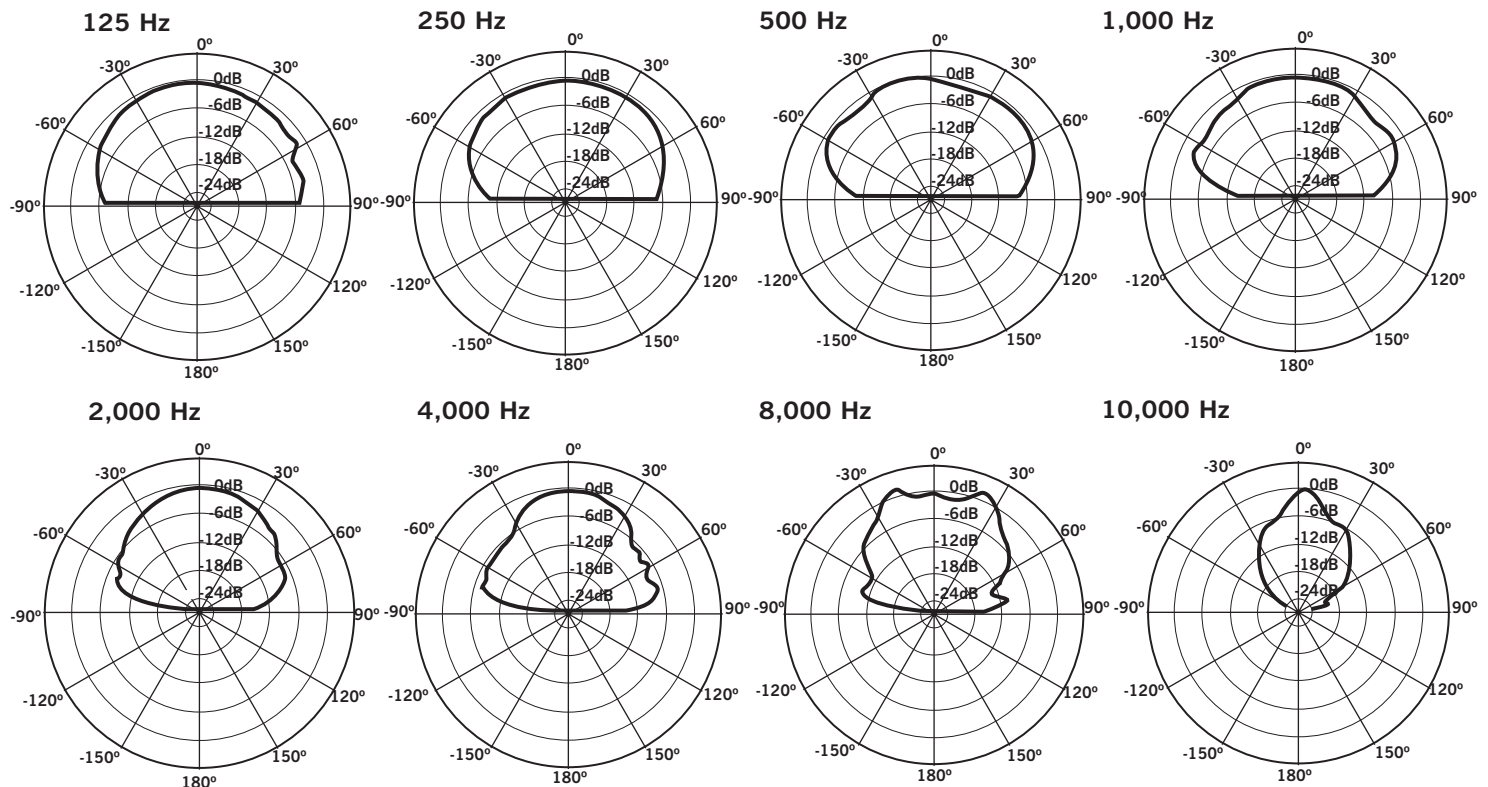 125 Hz
0º
-30º
30º
-60º
60º
-90º
90º
-120º
120º
-150º
150º
180º
0dB
-6dB
-12dB
-18dB
-24dB
250 Hz
0º
-30º
30º
-60º
60º
-90º
90º
-120º
120º
-150º
150º
180º
0dB
-6dB
-12dB
-18dB
-24dB
500 Hz
0º
-30º
30º
-60º
60º
-90º
90º
-120º
120º
-150º
150º
180º
0dB
-6dB
-12dB
-18dB
-24dB
1,000 Hz
0º
-30º
30º
-60º
60º
-90º
90º
-120º
120º
-150º
150º
180º
0dB
-6dB
-12dB
-18dB
-24dB
2,000 Hz
0º
-30º
30º
-60º
60º
-90º
90º
-120º
120º
-150º
150º
180º
0dB
-6dB
-12dB
-18dB
-24dB
4,000 Hz
0º
-30º
30º
-60º
60º
-90º
90º
-120º
120º
-150º
150º
180º
0dB
-6dB
-12dB
-18dB
-24dB
8,000 Hz
0º
-30º
30º
-60º
60º
-90º
90º
-120º
120º
-150º
150º
180º
0dB
-6dB
-12dB
-18dB
-24dB
10,000 Hz
0º
-30º
30º
-60º
60º
-90º
90º
-120º
120º
-150º
150º
180º
0dB
-6dB
-12dB
-18dB
-24dB